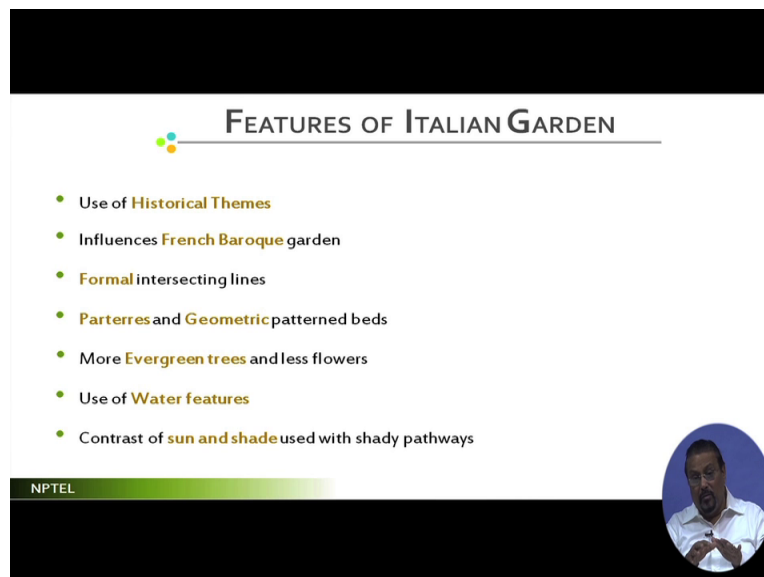 FEATURES OF ITALIAN GARDEN
• Use of Historical Themes
• Influences French Baroque garden
• Formal intersecting lines
• Parterres and Geometric patterned beds
• More Evergreen trees and less flowers
• Use of Water features
• Contrast of sun and shade used with shady pathways
NPTEL